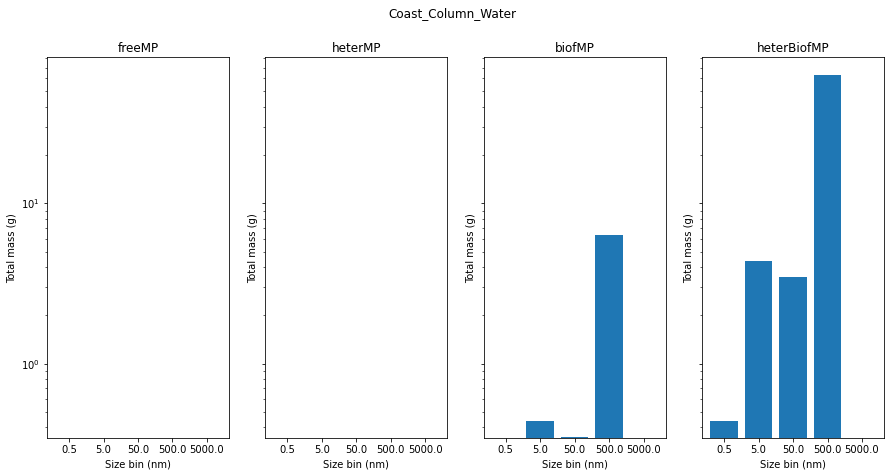 Coast_Column_Water
freeMP
heterMP
biofMP
heterBiofMP
Total mass (g)
10¹
10⁰
0.5 5.0 50.0 500.0 5000.0
Size bin (nm)
Total mass (g)
0.5 5.0 50.0 500.0 5000.0
Size bin (nm)
Total mass (g)
0.5 5.0 50.0 500.0 5000.0
Size bin (nm)
Total mass (g)
0.5 5.0 50.0 500.0 5000.0
Size bin (nm)